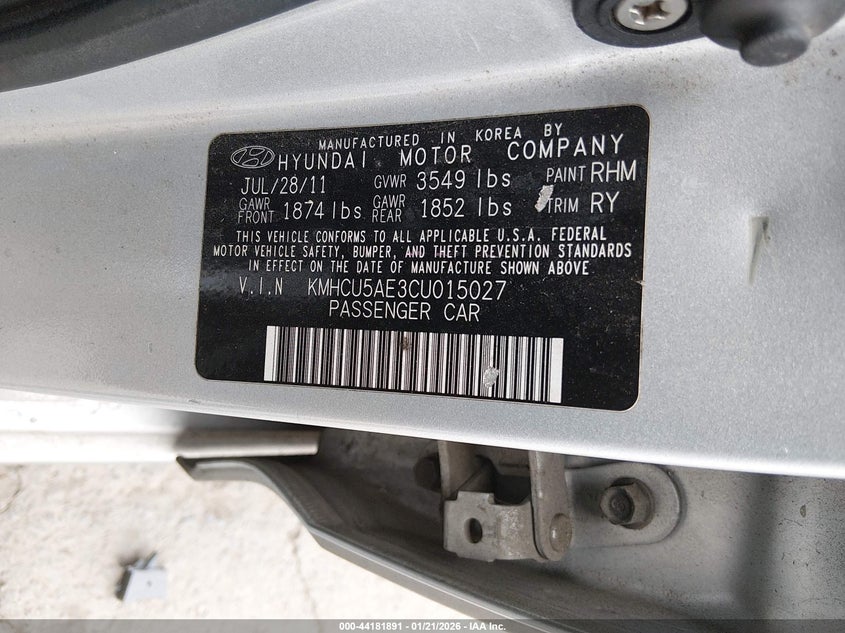 MANUFACTURED IN KOREA BY
HYUNDAI MOTOR COMPANY
JUL/28/11 GVWR 3549 lbs PAINT RHM
GAWR FRONT 1874 lbs GAWR REAR 1852 lbs TRIM RY
THIS VEHICLE CONFORMS TO ALL APPLICABLE U.S.A. FEDERAL
MOTOR VEHICLE SAFETY, BUMPER, AND THEFT PREVENTION STANDARDS
IN EFFECT ON THE DATE OF MANUFACTURE SHOWN ABOVE
V.I.N KMHCU5AE3CU015027
PASSENGER CAR
000-44181891 - 01/21/2026 - IAA Inc.